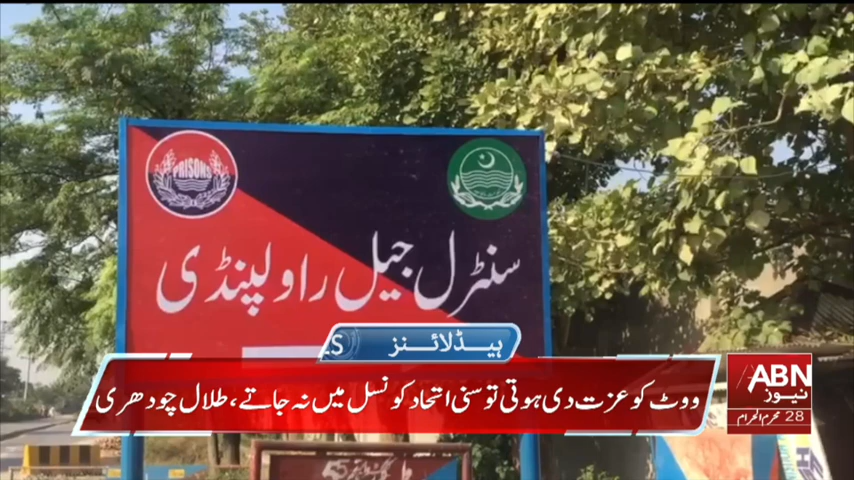 PRISONS
سنٹرل جیل راولپنڈی
ہیڈلائنز
ووٹ کو عزت دی ہوتی تو سنی اتحاد کونسل میں نہ جاتے، طلال چودھری
ABN
نیوز
28 محرم الحرام